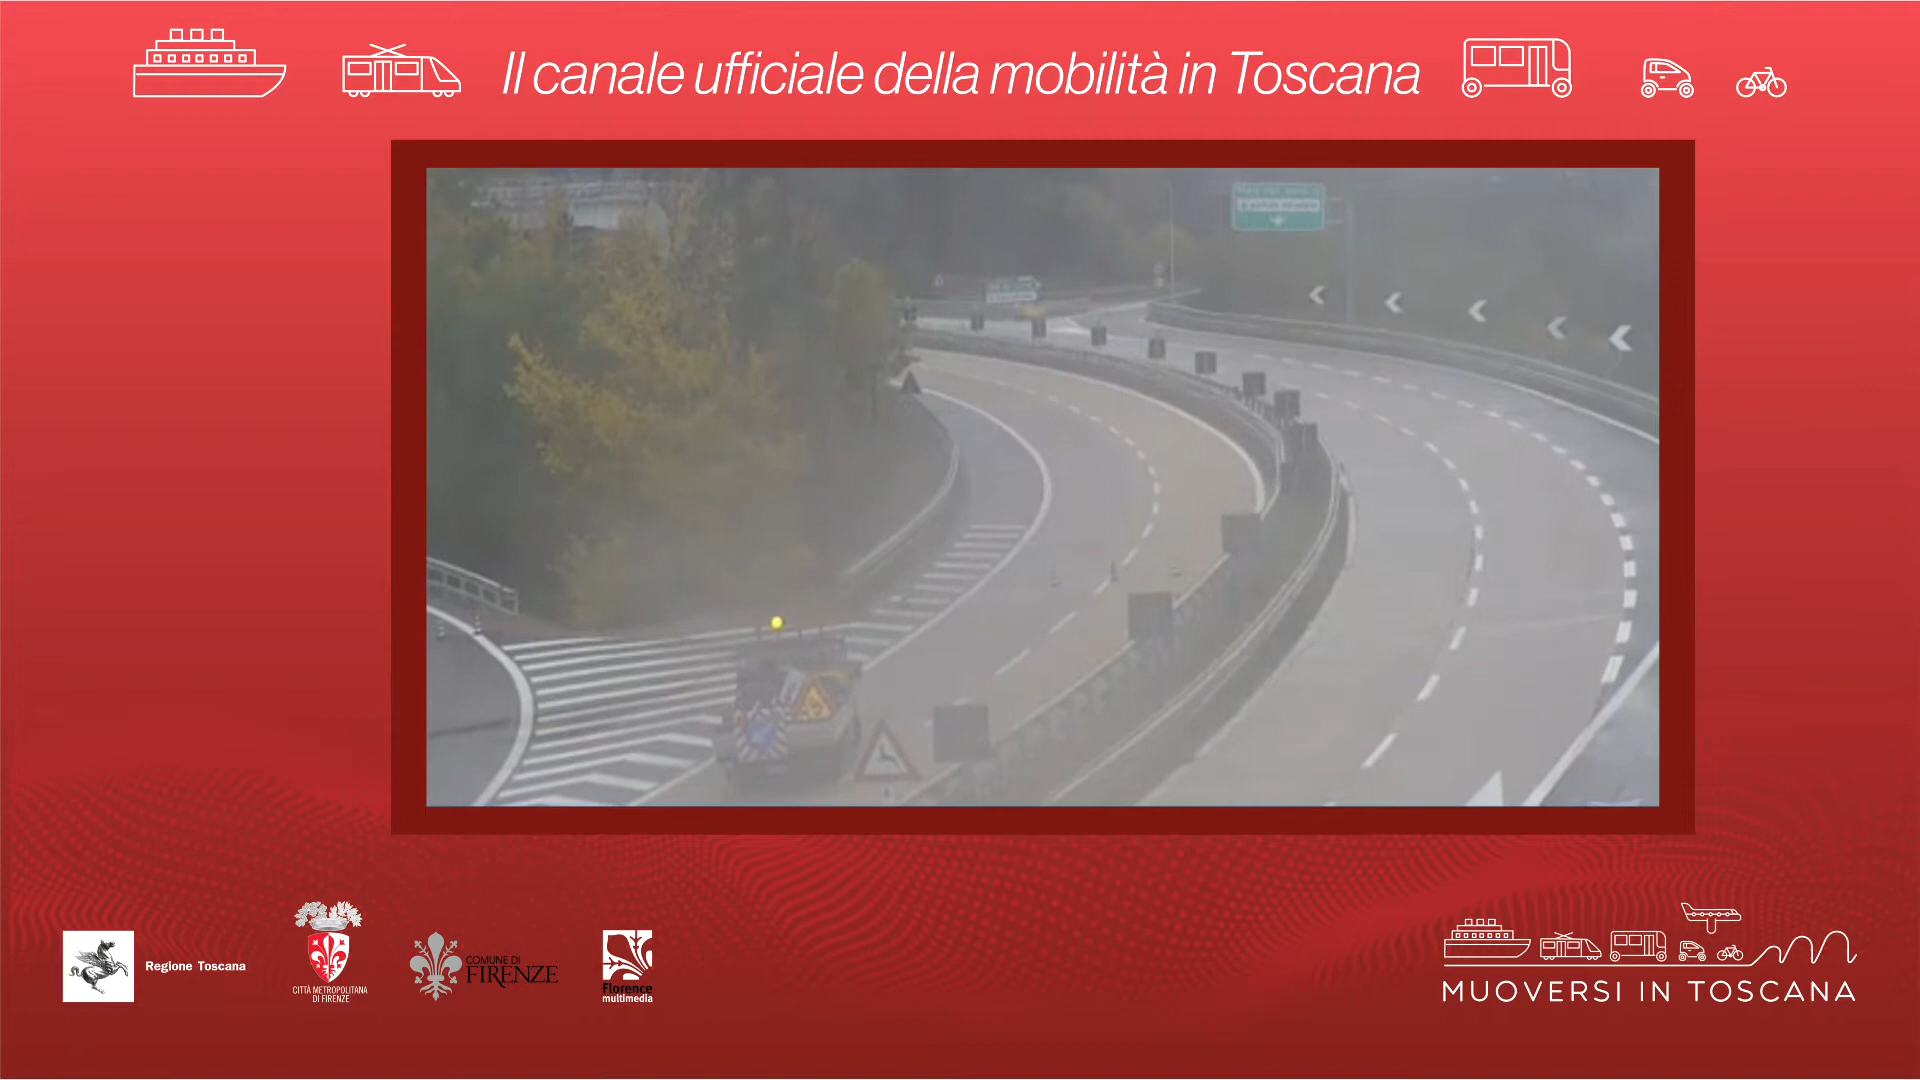 Il canale ufficiale della mobilità in Toscana
Regione Toscana
CITTÀ METROPOLITANA
DI FIRENZE
COMUNE DI
FIRENZE
Florence
multimedia
MUOVERSI IN TOSCANA